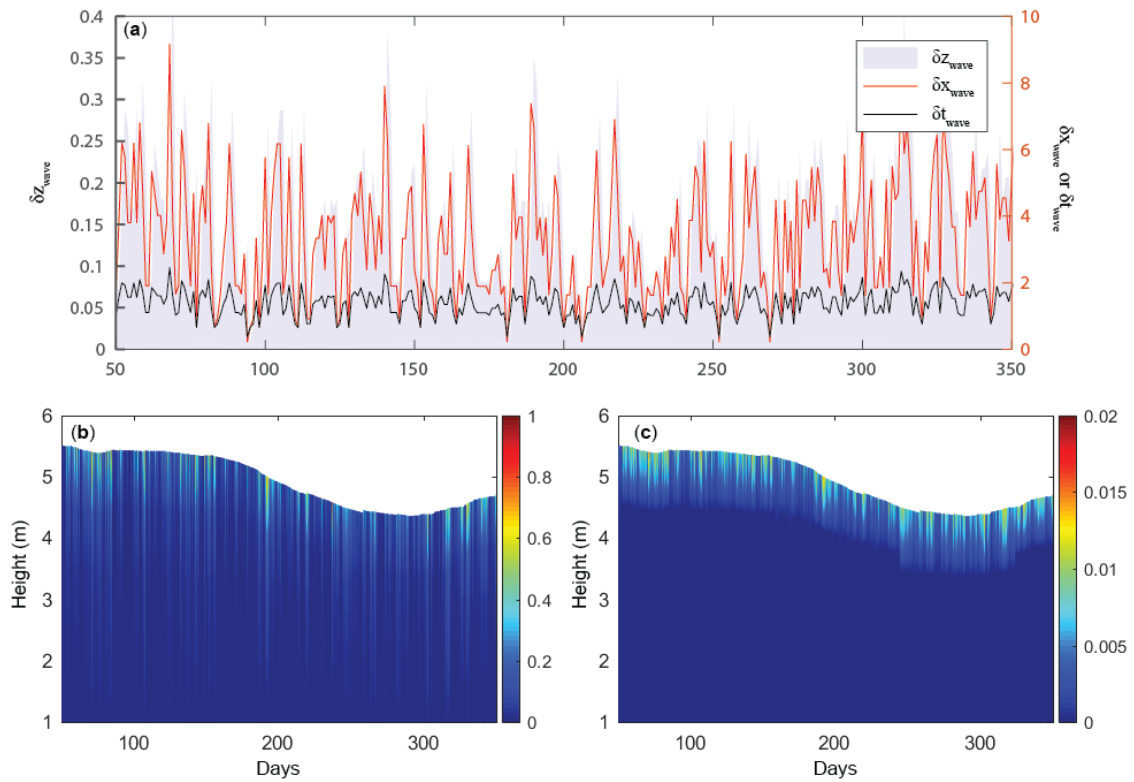 (a)
0.4
0.35
0.3
0.25
0.2
0.15
0.1
0.05
0
δz_wave
10
8
6
4
2
0
δx_wave or δt_wave
δz_wave
δx_wave
δt_wave
50 100 150 200 250 300 350
(b)
6
5
4
3
2
1
Height (m)
100 200 300
Days
1
0.8
0.6
0.4
0.2
0
(c)
6
5
4
3
2
1
Height (m)
100 200 300
Days
0.02
0.015
0.01
0.005
0